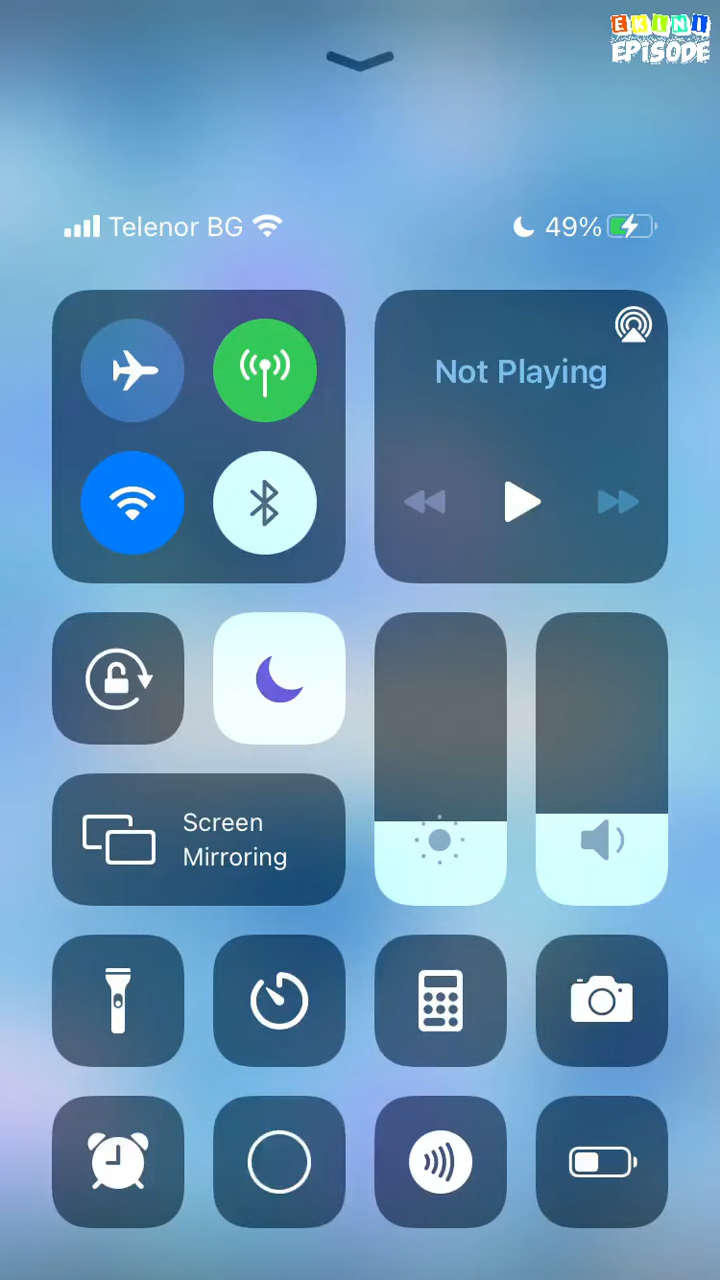 EKINI
EPISODE
Telenor BG
49%
Not Playing
Screen
Mirroring